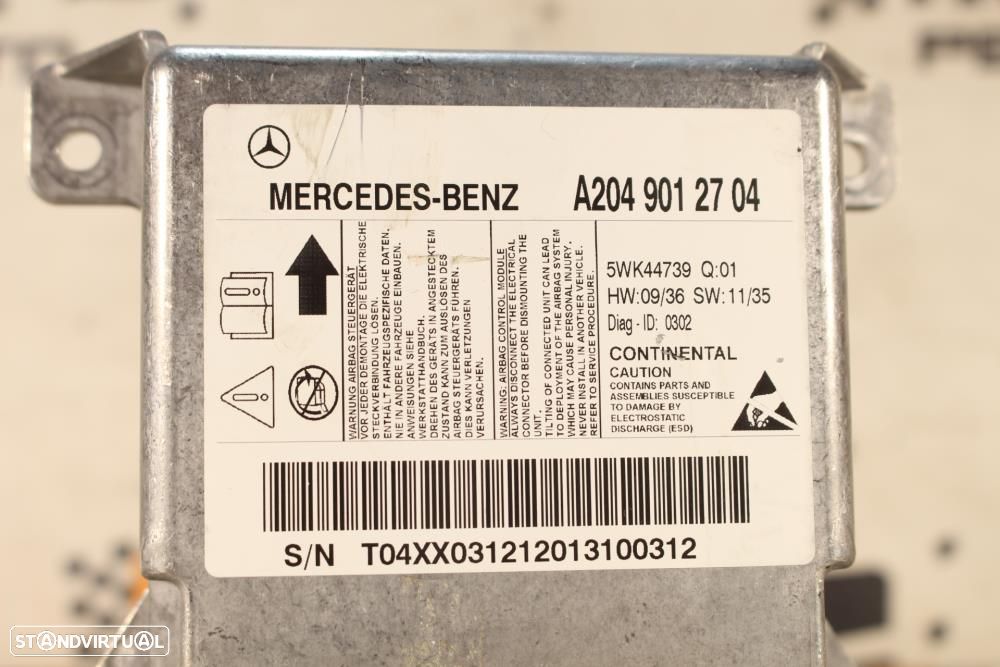 MERCEDES-BENZ
A204 901 27 04
WARNUNG AIRBAG STEUERGERÄT
VOR JEDER DEMONTAGE DIE ELEKTRISCHE
STECKVERBINDUNG LÖSEN.
ENTHÄLT FAHRZEUGSPEZIFISCHE DATEN.
NIE IN ANDERE FAHRZEUGE EINBAUEN.
ANWEISUNGEN SIEHE
WERKSTATTHANDBUCH.
DREHEN DES GERÄTS IN ANGESTECKTEM
ZUSTAND KANN ZUM AUSLÖSEN DES
AIRBAG STEUERGERÄTS FÜHREN.
DIES KANN VERLETZUNGEN
VERURSACHEN.
WARNING: AIRBAG CONTROL MODULE
ALWAYS DISCONNECT THE ELECTRICAL
CONNECTOR BEFORE DISMOUNTING THE
UNIT.
TILTING OF CONNECTED UNIT CAN LEAD
TO DEPLOYMENT OF THE AIRBAG SYSTEM
WHICH MAY CAUSE PERSONAL INJURY.
NEVER INSTALL IN ANOTHER VEHICLE.
REFER TO SERVICE PROCEDURE.
5WK44739 Q:01
HW:09/36 SW:11/35
Diag - ID: 0302
CONTINENTAL
CAUTION
CONTAINS PARTS AND
ASSEMBLIES SUSCEPTIBLE
TO DAMAGE BY
ELECTROSTATIC
DISCHARGE (ESD)
S/N T04XX031212013100312
STANDVIRTUAL